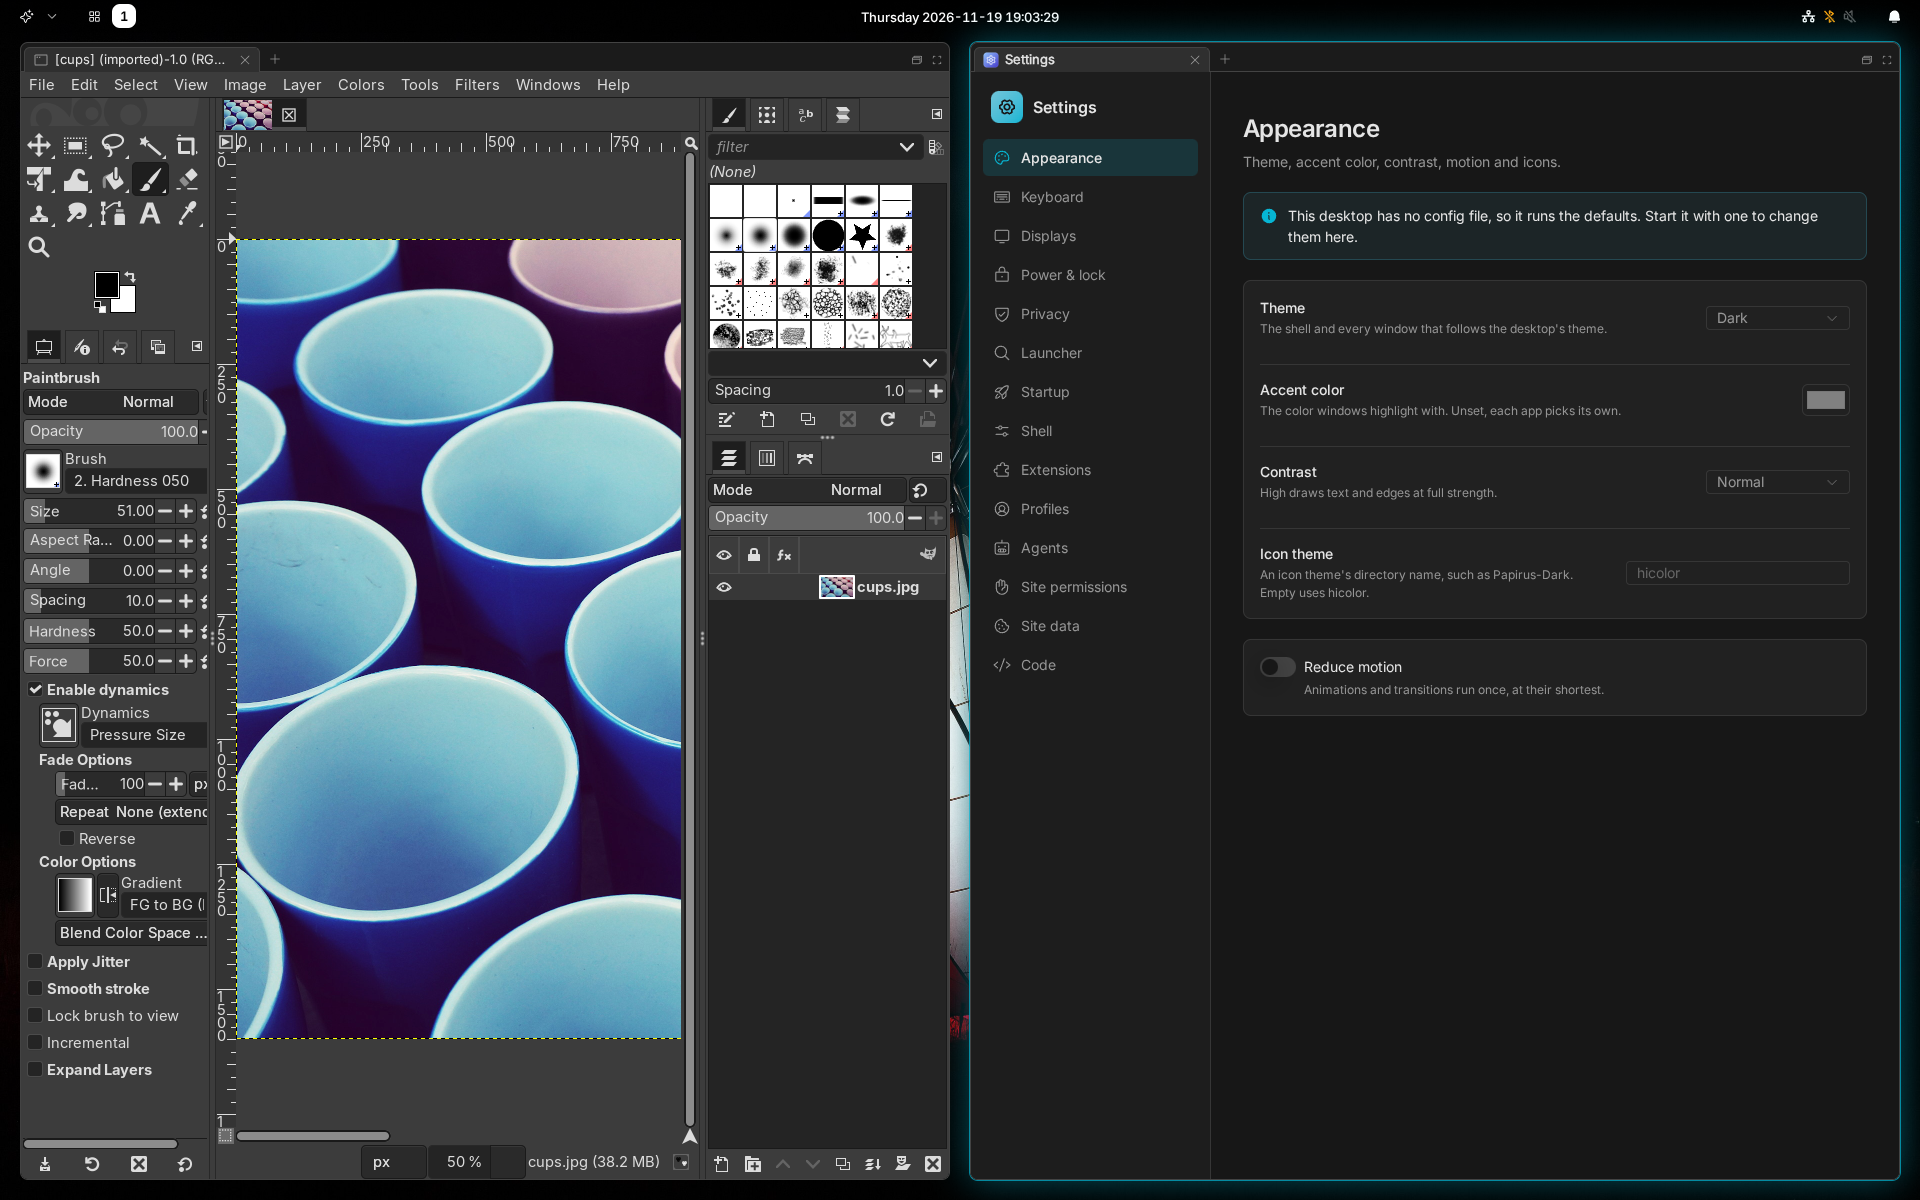 1
Thursday 2026-11-19 19:03:29
[cups] (imported)-1.0 (RG...
File Edit Select View Image Layer Colors Tools Filters Windows Help
0 250 500 750
Paintbrush
Mode Normal
Opacity 100.0
Brush
2. Hardness 050
Size 51.00
Aspect Ra... 0.00
Angle 0.00
Spacing 10.0
Hardness 50.0
Force 50.0
Enable dynamics
Dynamics
Pressure Size
Fade Options
Fad... 100 px
Repeat None (extend
Reverse
Color Options
Gradient
FG to BG (
Blend Color Space ...
Apply Jitter
Smooth stroke
Lock brush to view
Incremental
Expand Layers
0
250
500
750
1000
1250
1500
px 50 % cups.jpg (38.2 MB)
filter
(None)
Spacing 1.0
Mode Normal
Opacity 100.0
fx
cups.jpg
Settings
Settings
Appearance
Keyboard
Displays
Power & lock
Privacy
Launcher
Startup
Shell
Extensions
Profiles
Agents
Site permissions
Site data
Code
Appearance
Theme, accent color, contrast, motion and icons.
This desktop has no config file, so it runs the defaults. Start it with one to change
them here.
Theme
The shell and every window that follows the desktop's theme.
Dark
Accent color
The color windows highlight with. Unset, each app picks its own.
Contrast
High draws text and edges at full strength.
Normal
Icon theme
An icon theme's directory name, such as Papirus-Dark.
Empty uses hicolor.
hicolor
Reduce motion
Animations and transitions run once, at their shortest.